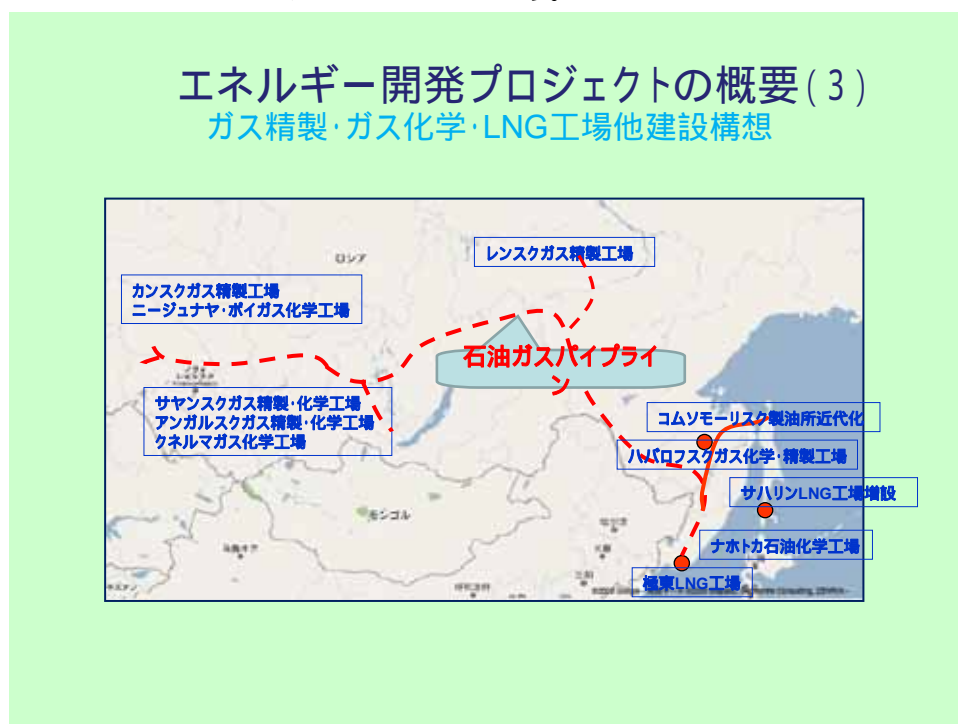 エネルギー開発プロジェクトの概要(3)
ガス精製・ガス化学・LNG工場他建設構想
ロシア
レンスクガス精製工場
カンスクガス精製工場
ニージュナヤ・ポイガス化学工場
石油ガスパイプライ
サヤンスクガス精製・化学工場
アンガルスクガス精製・化学工場
クネルマガス化学工場
コムソモーリスク製油所近代化
ハバロフスクガス化学・精製工場
サハリンLNG工場増設
モンゴル
ナホトカ石油化学工場
極東LNG工場